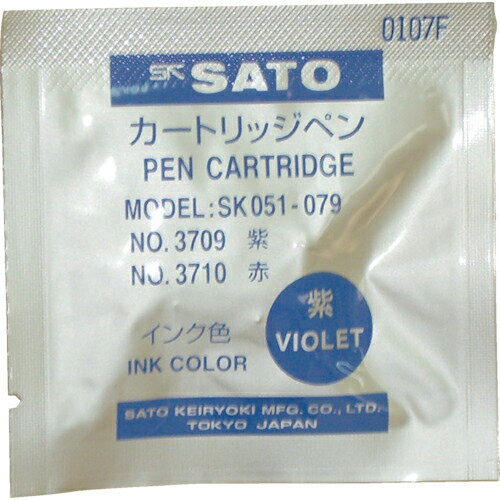 0107F
SK SATO
カートリッジペン
PEN CARTRIDGE
MODEL:SK051-079
NO. 3709 紫
NO. 3710 赤
インク色
INK COLOR
紫
VIOLET
SATO KEIRYOKI MFG. CO., LTD.
TOKYO JAPAN